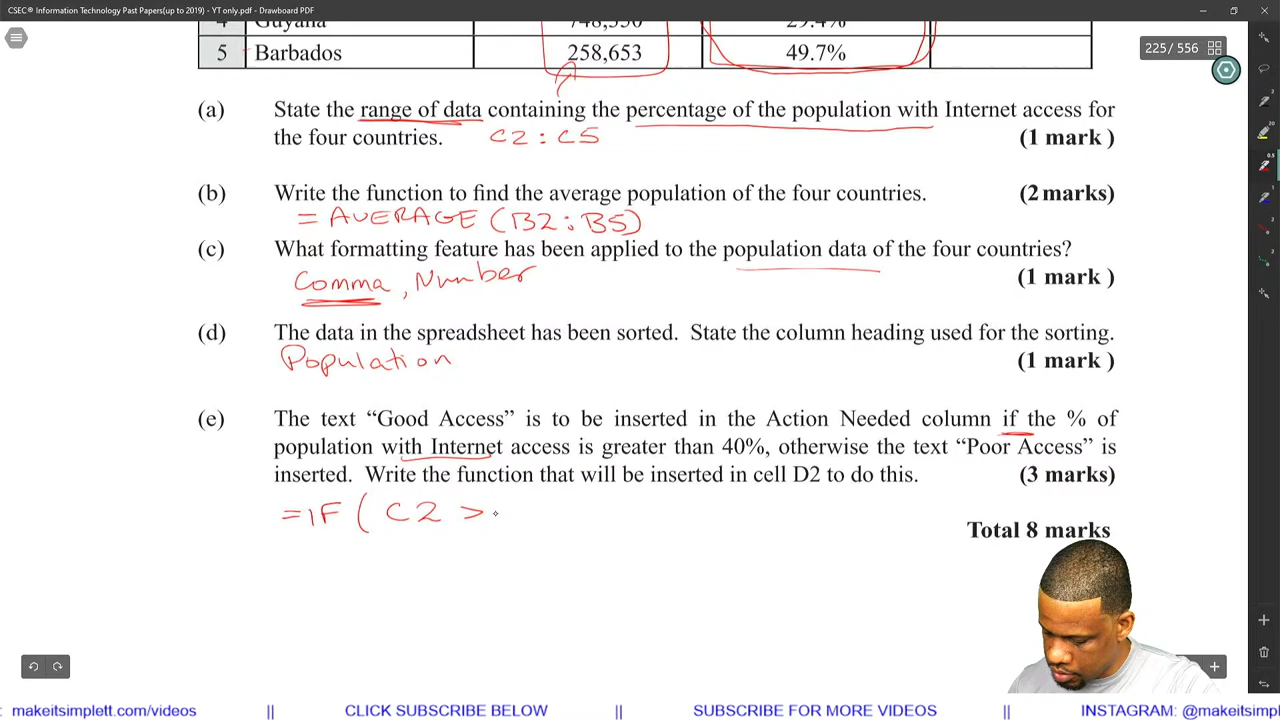 CSEC® Information Technology Past Papers(up to 2019) - YT only.pdf - Drawboard PDF
225 / 556
4 Guyana 748,550 29.4%
5 Barbados 258,653 49.7%
(a) State the range of data containing the percentage of the population with Internet access for
the four countries. C2 : C5 (1 mark )
(b) Write the function to find the average population of the four countries. (2 marks)
= AVERAGE (B2 : B5)
(c) What formatting feature has been applied to the population data of the four countries?
Comma , Number (1 mark )
(d) The data in the spreadsheet has been sorted. State the column heading used for the sorting.
Population (1 mark )
(e) The text “Good Access” is to be inserted in the Action Needed column if the % of
population with Internet access is greater than 40%, otherwise the text “Poor Access” is
inserted. Write the function that will be inserted in cell D2 to do this. (3 marks)
=IF ( C2 >
Total 8 marks
: makeitsimplett.com/videos || CLICK SUBSCRIBE BELOW || SUBSCRIBE FOR MORE VIDEOS || INSTAGRAM: @makeitsimpl